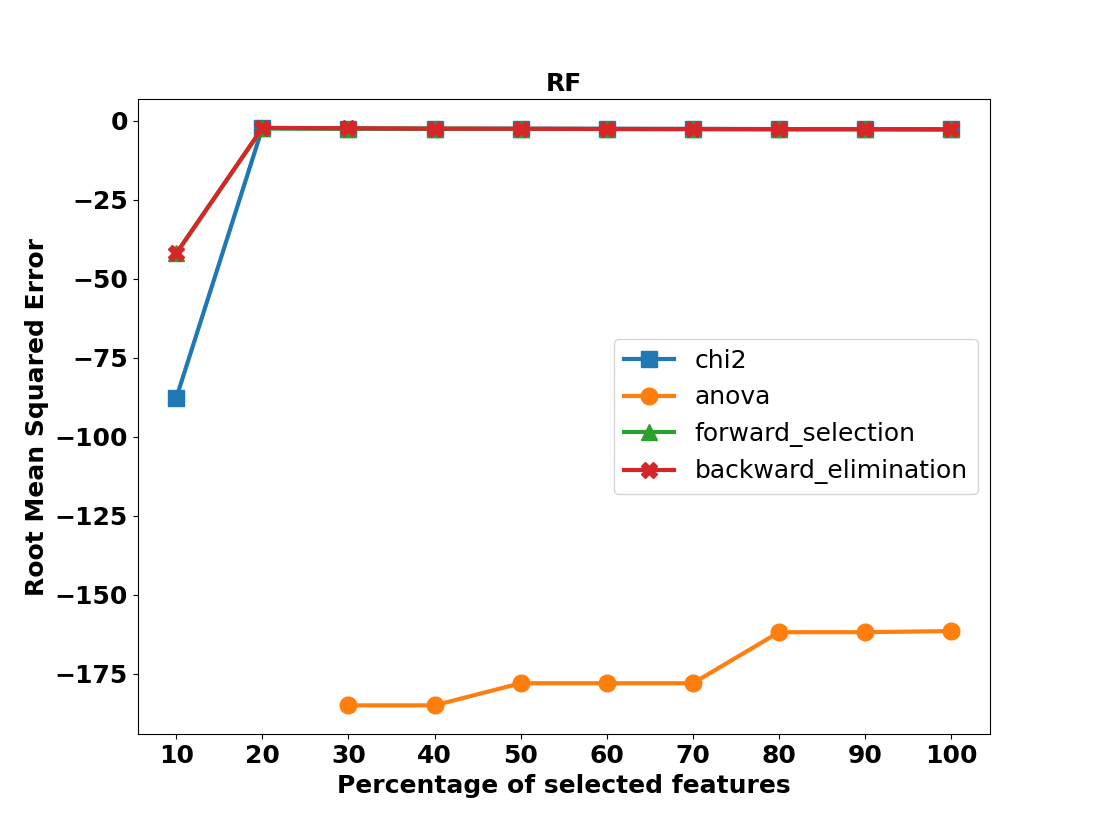 RF
Root Mean Squared Error
0
−25
−50
−75
−100
−125
−150
−175
chi2
anova
forward_selection
backward_elimination
10 20 30 40 50 60 70 80 90 100
Percentage of selected features